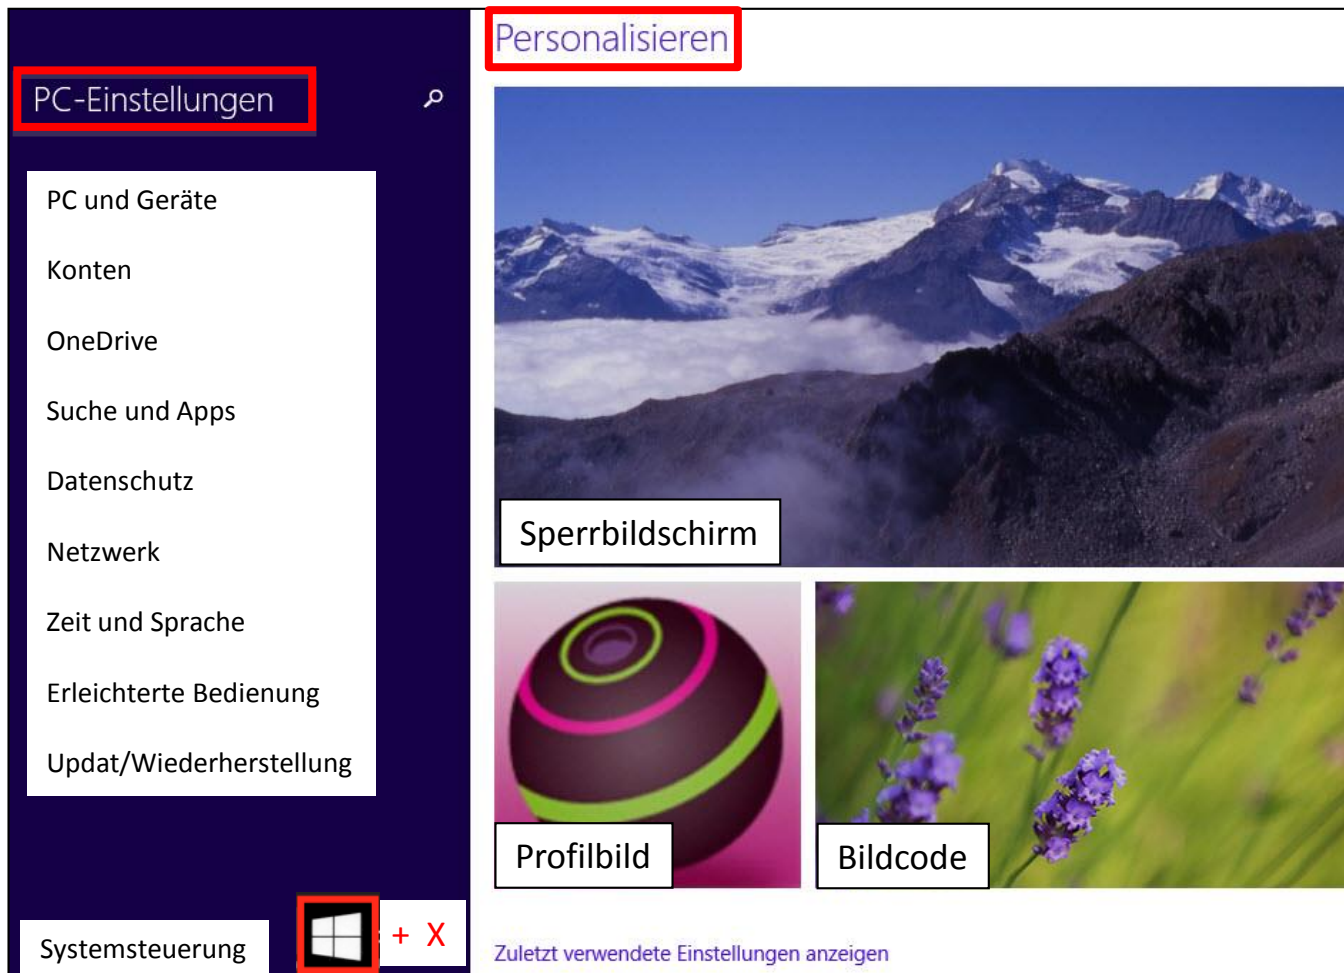 PC-Einstellungen
PC und Geräte
Konten
OneDrive
Suche und Apps
Datenschutz
Netzwerk
Zeit und Sprache
Erleichterte Bedienung
Updat/Wiederherstellung
Systemsteuerung
+ X
Personalisieren
Sperrbildschirm
Profilbild
Bildcode
Zuletzt verwendete Einstellungen anzeigen